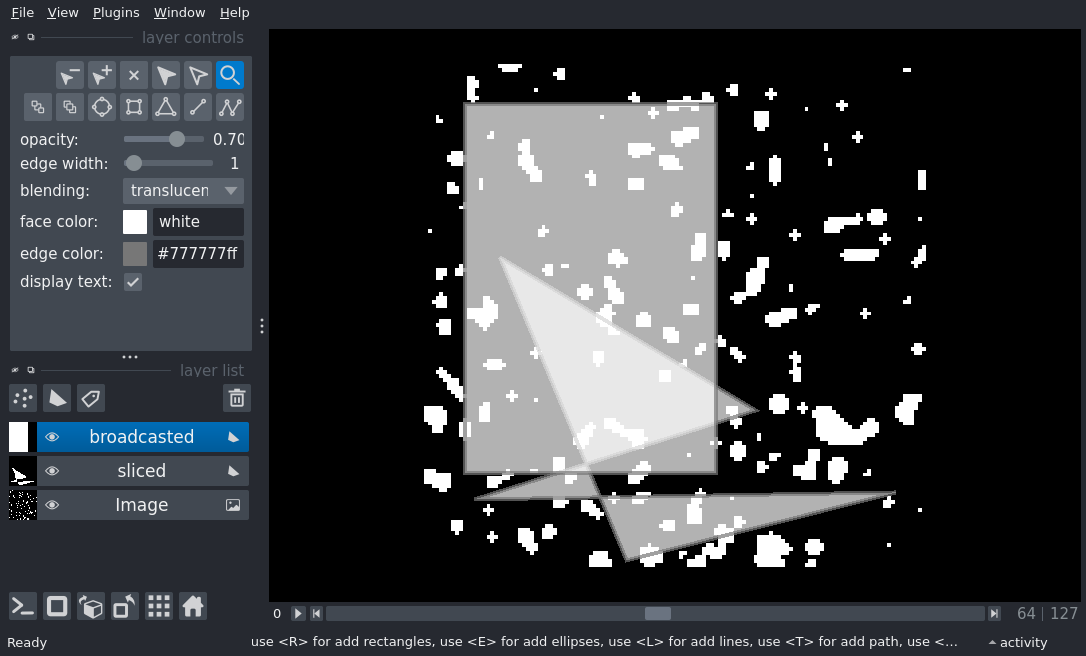 File View Plugins Window Help
layer controls
opacity: 0.70
edge width: 1
blending: translucen
face color: white
edge color: #777777ff
display text:
layer list
broadcasted
sliced
Image
0 64 | 127
Ready use <R> for add rectangles, use <E> for add ellipses, use <L> for add lines, use <T> for add path, use <... activity